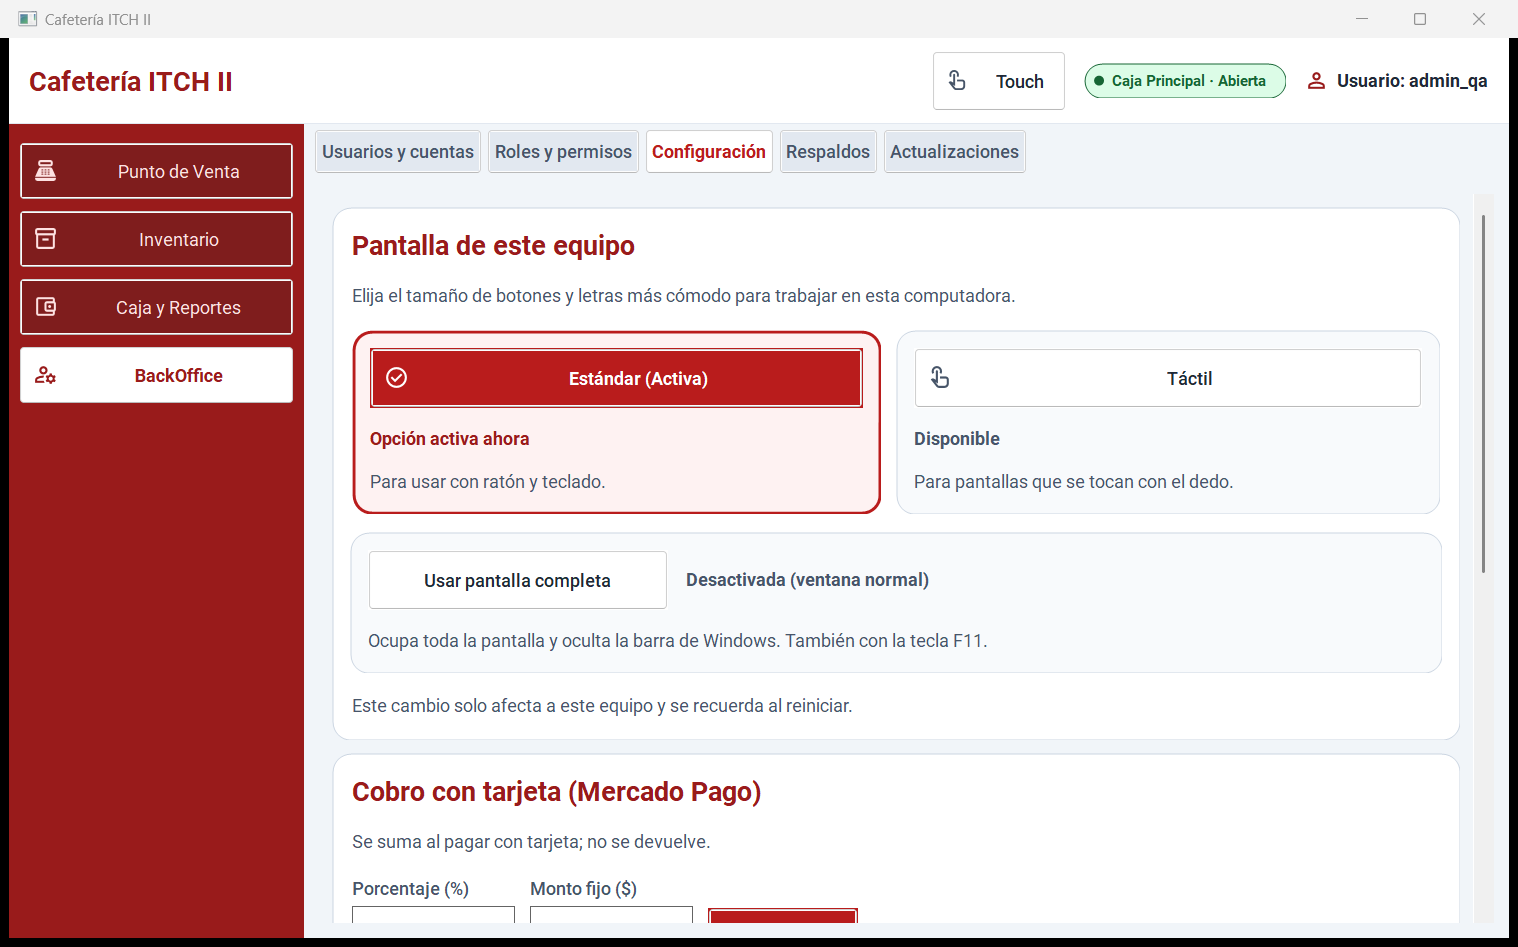 Cafetería ITCH II
Cafetería ITCH II
Touch
Caja Principal · Abierta
Usuario: admin_qa
Punto de Venta
Inventario
Caja y Reportes
BackOffice
Usuarios y cuentas
Roles y permisos
Configuración
Respaldos
Actualizaciones
Pantalla de este equipo
Elija el tamaño de botones y letras más cómodo para trabajar en esta computadora.
Estándar (Activa)
Opción activa ahora
Para usar con ratón y teclado.
Táctil
Disponible
Para pantallas que se tocan con el dedo.
Usar pantalla completa
Desactivada (ventana normal)
Ocupa toda la pantalla y oculta la barra de Windows. También con la tecla F11.
Este cambio solo afecta a este equipo y se recuerda al reiniciar.
Cobro con tarjeta (Mercado Pago)
Se suma al pagar con tarjeta; no se devuelve.
Porcentaje (%)
Monto fijo ($)